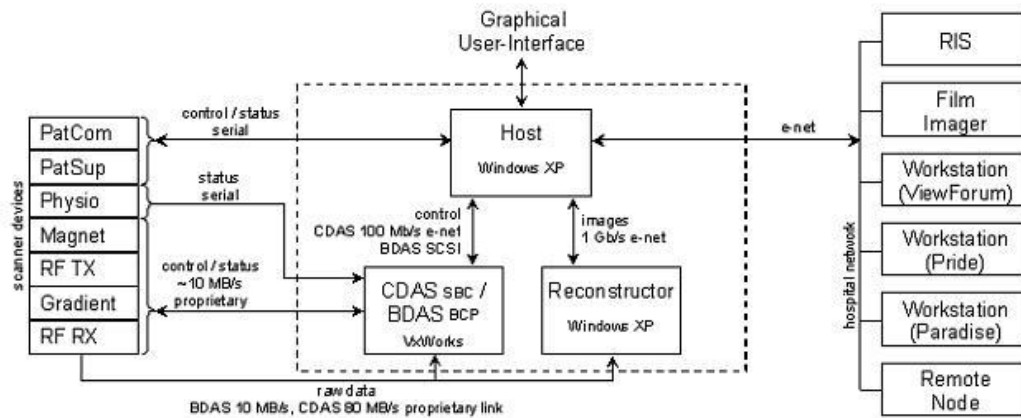 Graphical
User-Interface
RIS
Film
Imager
Workstation
(ViewForum)
Workstation
(Pride)
Workstation
(Paradise)
Remote
Node
hospital network
e-net
Host
Windows XP
control / status
serial
status
serial
control / status
~10 MB/s
proprietary
scanner devices
PatCom
PatSup
Physio
Magnet
RF TX
Gradient
RF RX
control
CDAS 100 Mb/s e-net
BDAS SCSI
images
1 Gb/s e-net
CDAS SBC /
BDAS BCP
VxWorks
Reconstructor
Windows XP
raw data
BDAS 10 MB/s, CDAS 80 MB/s proprietary link